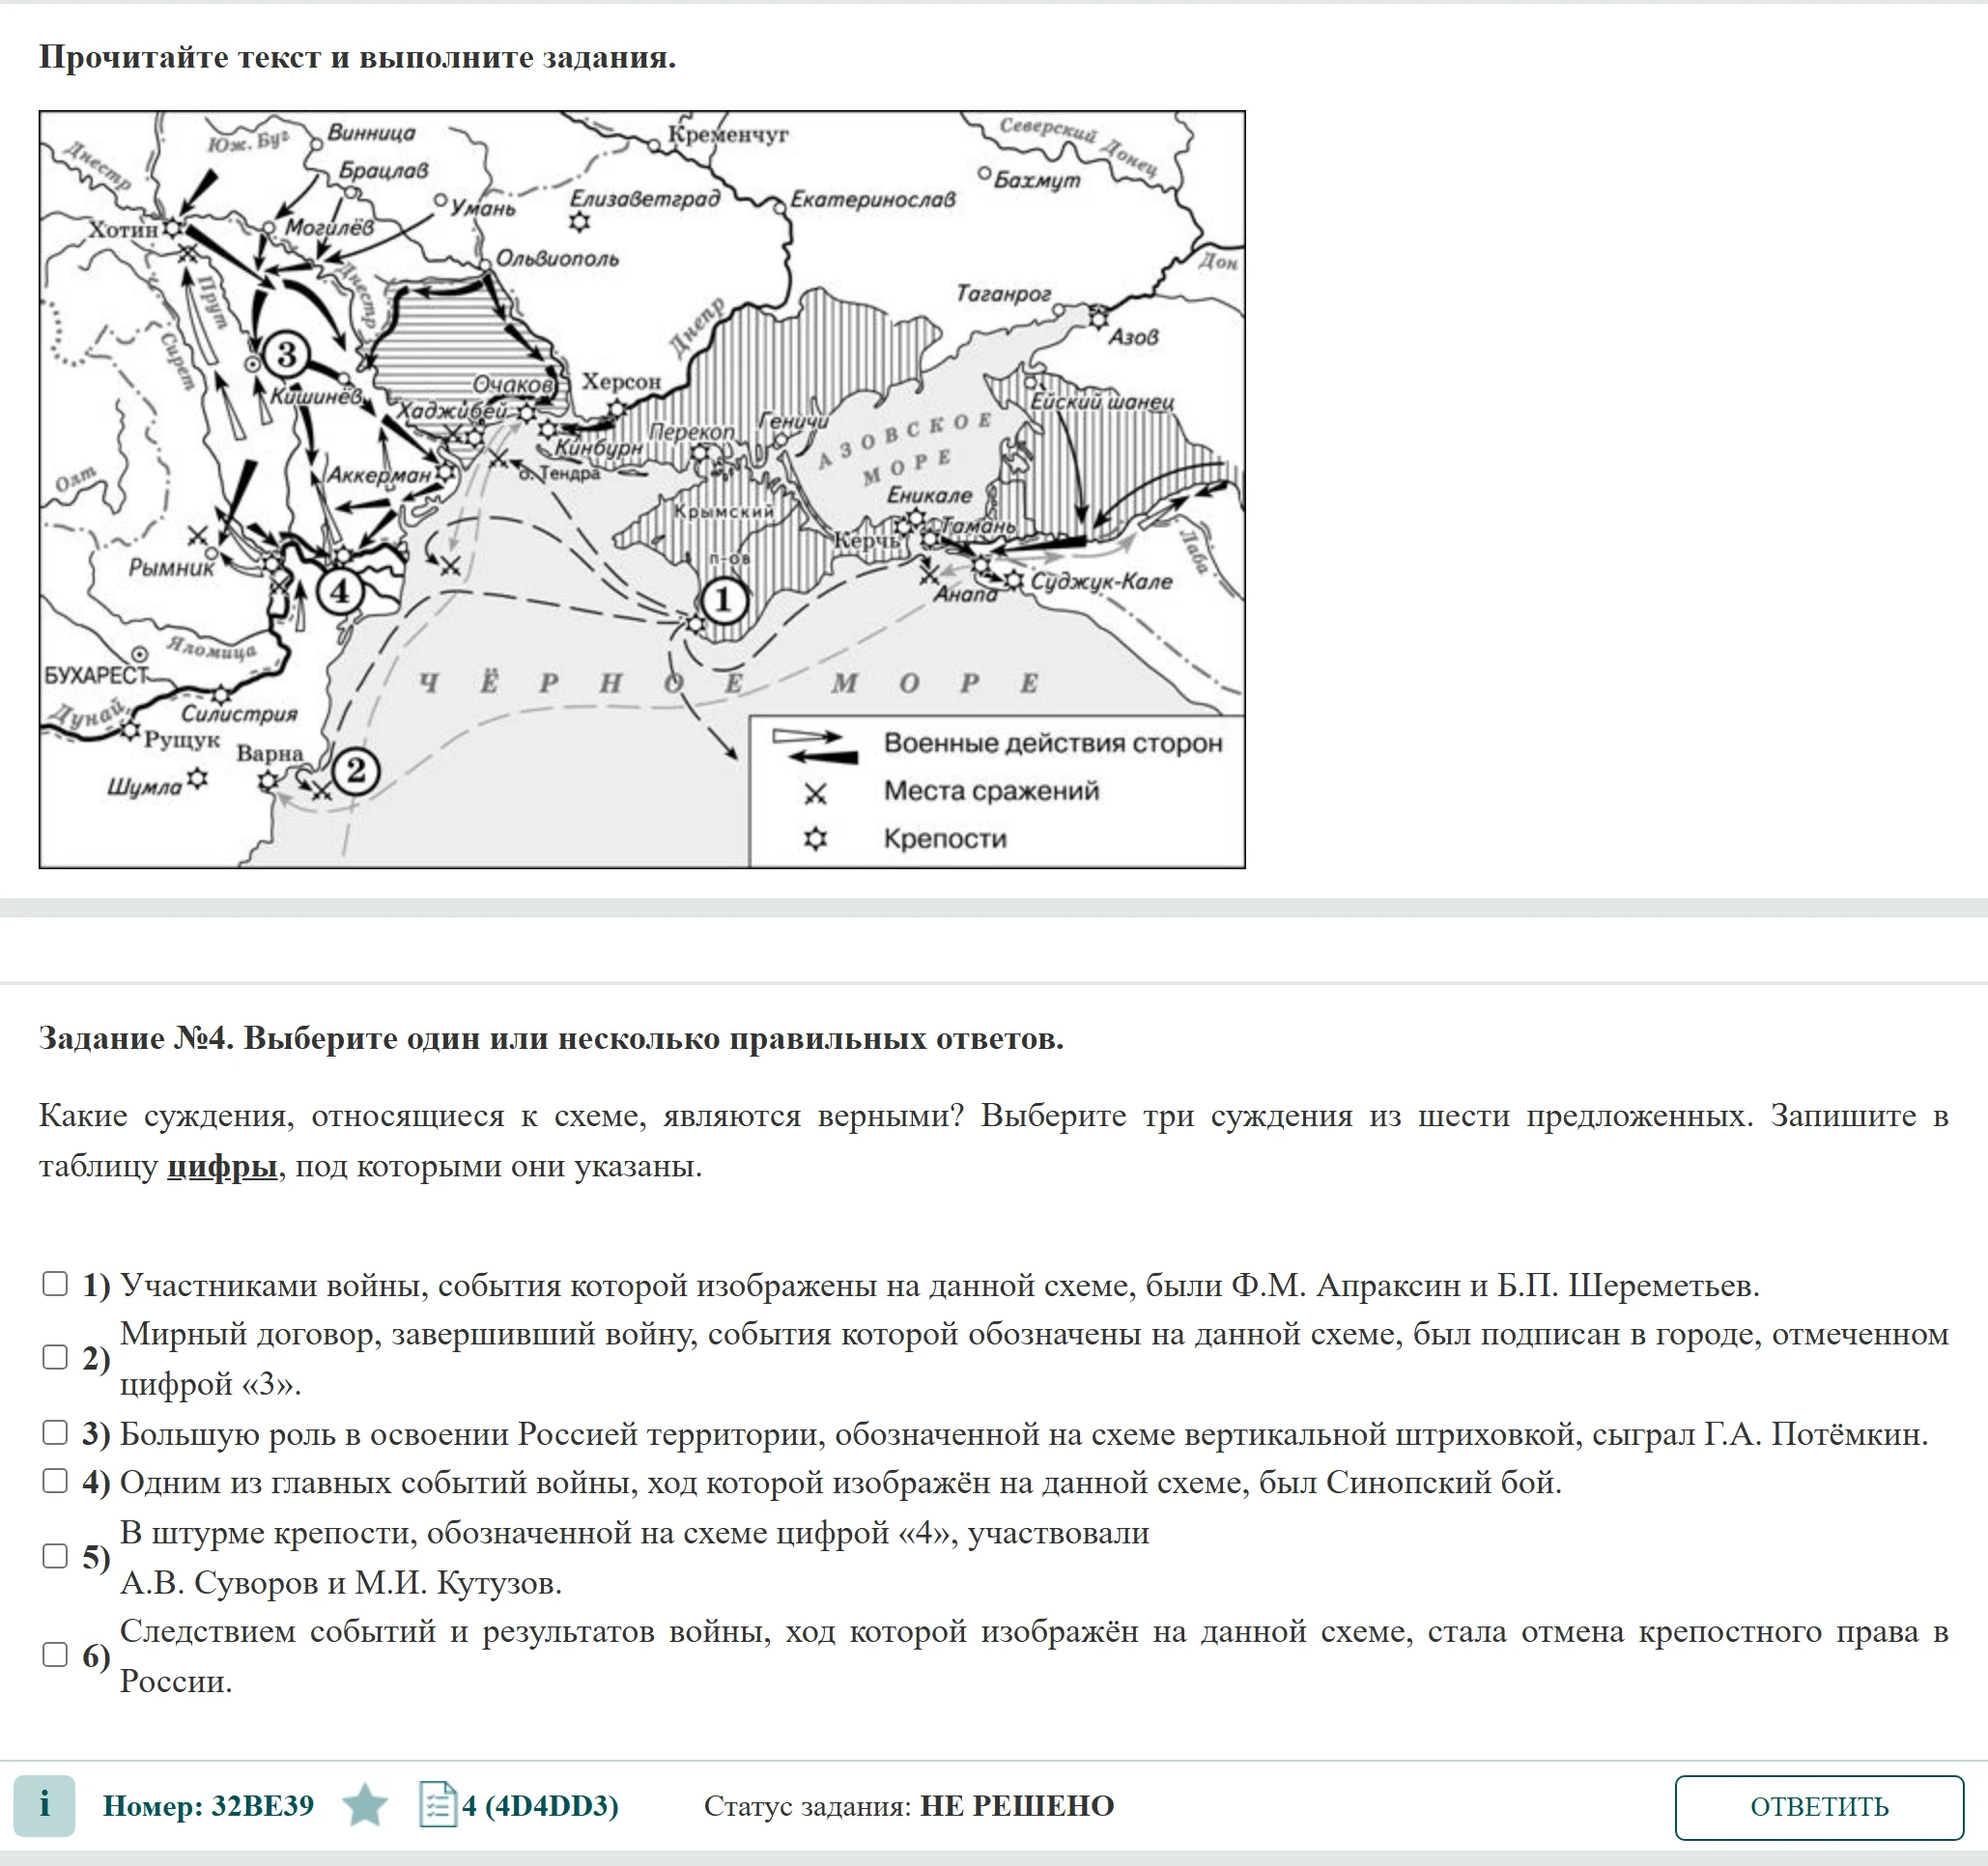 Прочитайте текст и выполните задания.
Днестр
Юж. Буг
Винница
Кременчуг
Северский Донец
Брацлав
Бахмут
Умань
Елизаветград
Екатеринослав
Хотин
Могилёв
Ольвиополь
Дон
Днестр
Прут
Таганрог
Днепр
Азов
Сирет
3
Очаков
Херсон
Кишинёв
Хаджибей
Ейский шанец
Геничи
Перекоп
АЗОВСКОЕ
МОРЕ
Кинбурн
Олт
Аккерман
о. Тендра
Еникале
Крымский
Тамань
Керчь
п-ов
Лаба
Рымник
4
1
Суджук-Кале
Анапа
Яломица
БУХАРЕСТ
ЧЁРНОЕ МОРЕ
Дунай
Силистрия
Рущук
Варна
2
Шумла
Военные действия сторон
Места сражений
Крепости
Задание №4. Выберите один или несколько правильных ответов.
Какие суждения, относящиеся к схеме, являются верными? Выберите три суждения из шести предложенных. Запишите в
таблицу цифры, под которыми они указаны.
1) Участниками войны, события которой изображены на данной схеме, были Ф.М. Апраксин и Б.П. Шереметьев.
2) Мирный договор, завершивший войну, события которой обозначены на данной схеме, был подписан в городе, отмеченном
цифрой «3».
3) Большую роль в освоении Россией территории, обозначенной на схеме вертикальной штриховкой, сыграл Г.А. Потёмкин.
4) Одним из главных событий войны, ход которой изображён на данной схеме, был Синопский бой.
5) В штурме крепости, обозначенной на схеме цифрой «4», участвовали
А.В. Суворов и М.И. Кутузов.
6) Следствием событий и результатов войны, ход которой изображён на данной схеме, стала отмена крепостного права в
России.
i
Номер: 32BE39
4 (4D4DD3)
Статус задания: НЕ РЕШЕНО
ОТВЕТИТЬ